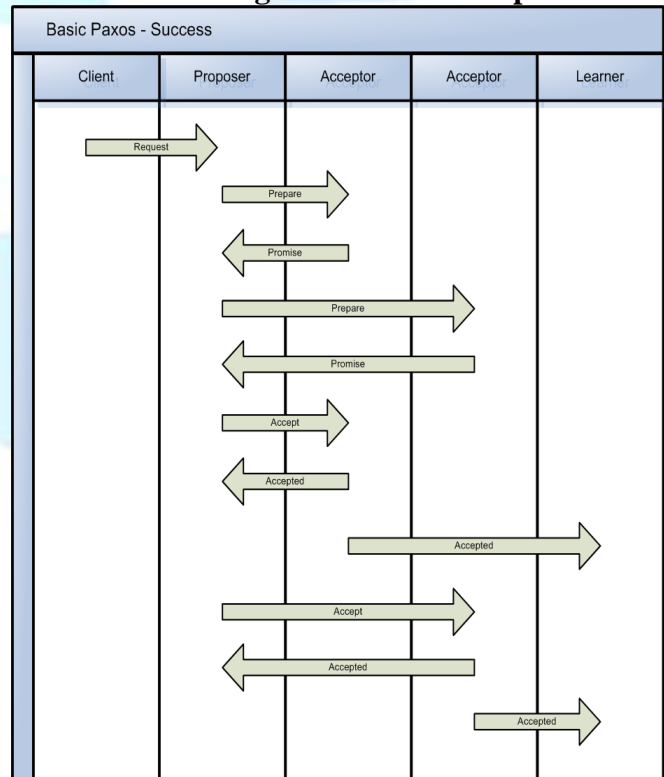 Basic Paxos - Success
Client Proposer Acceptor Acceptor Learner
Request
Prepare
Promise
Prepare
Promise
Accept
Accepted
Accepted
Accept
Accepted
Accepted